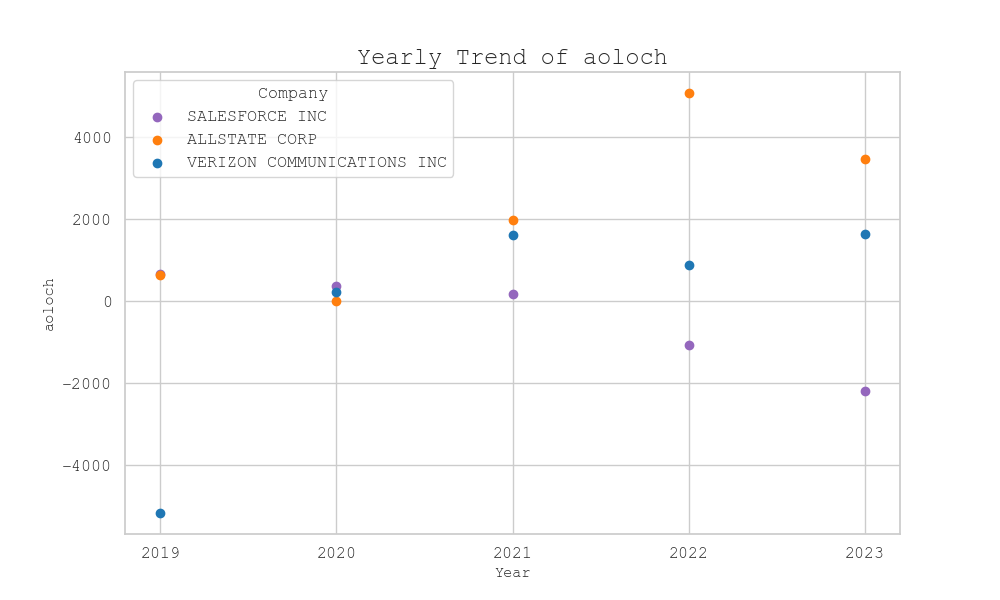 Yearly Trend of aoloch
Company
SALESFORCE INC
ALLSTATE CORP
VERIZON COMMUNICATIONS INC
4000
2000
0
−2000
−4000
aoloch
2019 2020 2021 2022 2023
Year